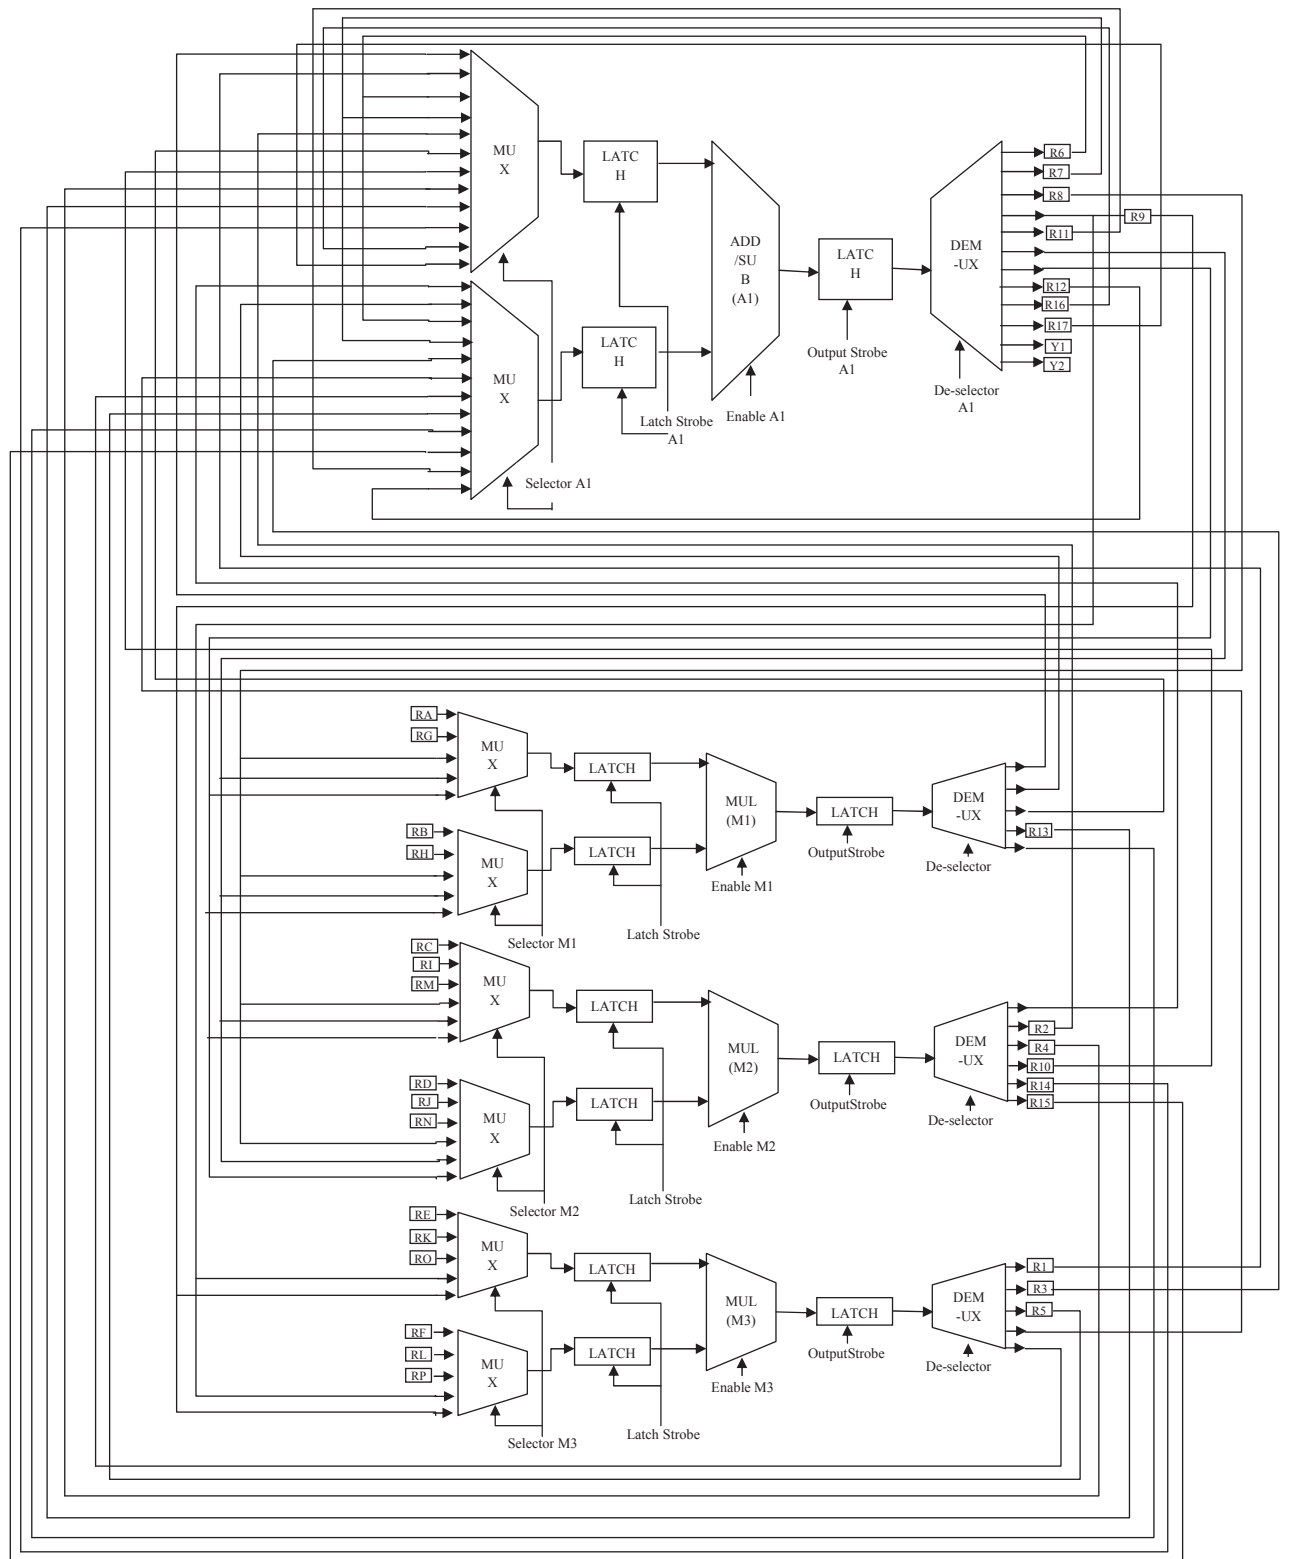 MU
X
LATC
H
ADD
/SU
B
(A1)
LATC
H
DEM
-UX
R6
R7
R8
R9
R11
R12
R16
R17
Y1
Y2
MU
X
LATC
H
Output Strobe
A1
De-selector
A1
Enable A1
Latch Strobe
A1
Selector A1
RA
RG
MU
X
LATCH
MUL
(M1)
LATCH
DEM
-UX
R13
RB
RH
MU
X
LATCH
OutputStrobe
De-selector
Enable M1
Latch Strobe
Selector M1
RC
RI
RM
MU
X
LATCH
MUL
(M2)
LATCH
DEM
-UX
R2
R4
R10
R14
R15
RD
RJ
RN
MU
X
LATCH
OutputStrobe
De-selector
Enable M2
Latch Strobe
Selector M2
RE
RK
RO
MU
X
LATCH
MUL
(M3)
LATCH
DEM
-UX
R1
R3
R5
RF
RL
RP
MU
X
LATCH
OutputStrobe
De-selector
Enable M3
Latch Strobe
Selector M3